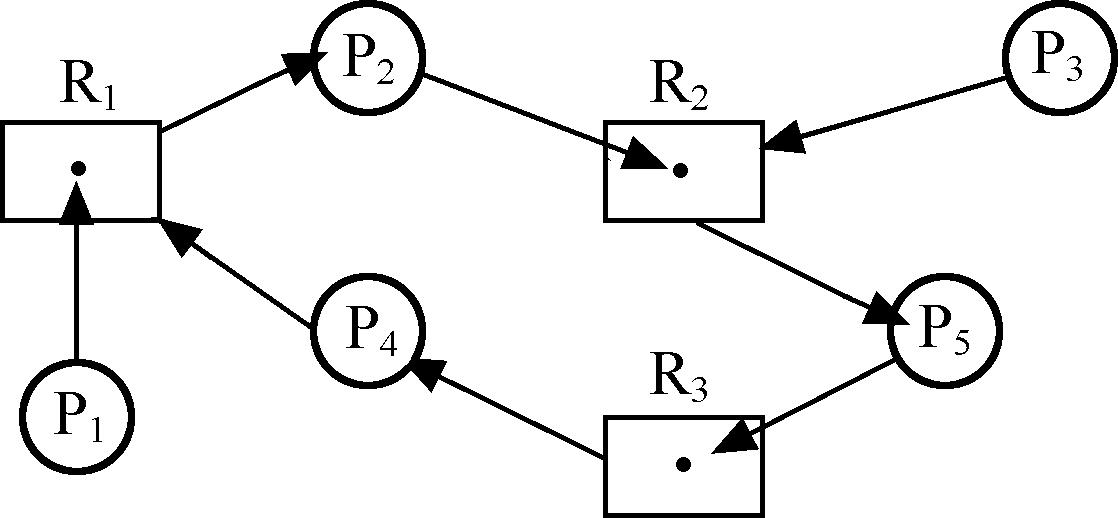 P₂
P₃
R₁
R₂
P₄
P₅
R₃
P₁